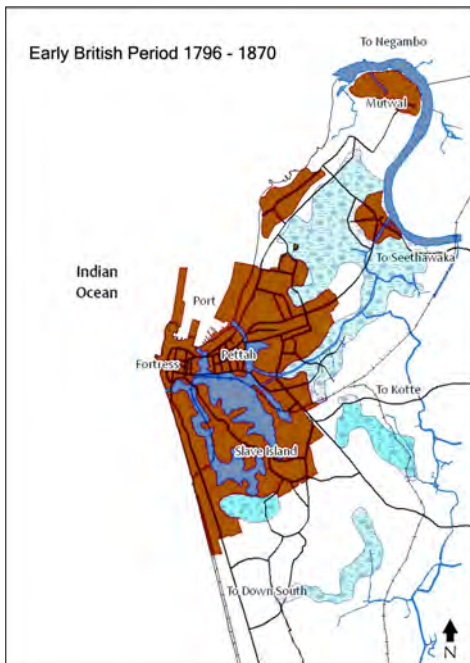 Early British Period 1796 - 1870
To Negambo
Mutwal
To Seethawaka
Indian
Ocean
Port
Pettah
Fortress
To Kotte
Slave Island
To Down South
N